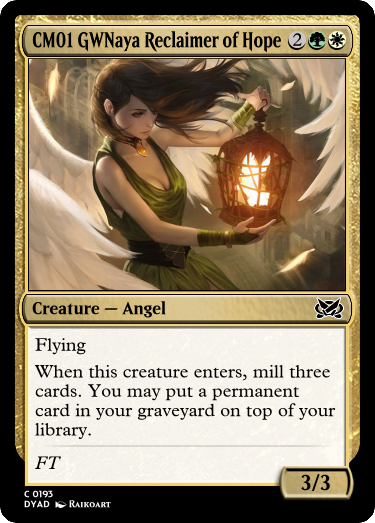 CM01 GWNaya Reclaimer of Hope 2
Creature — Angel
Flying
When this creature enters, mill three
cards. You may put a permanent
card in your graveyard on top of your
library.
FT
3/3
C 0193
DYAD Raikoart